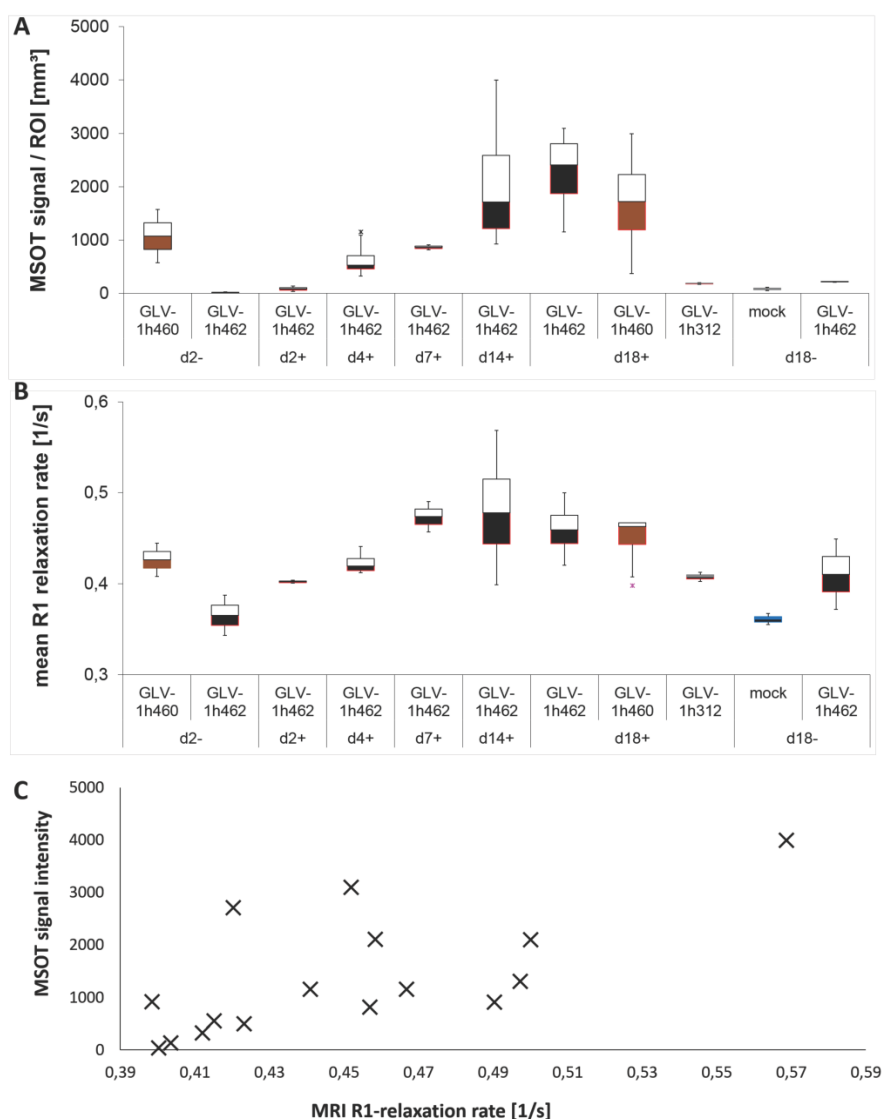 A
MSOT signal / ROI [mm³]
5000
4000
3000
2000
1000
0
GLV- GLV- GLV- GLV- GLV- GLV- GLV- GLV- GLV- mock GLV-
1h460 1h462 1h462 1h462 1h462 1h462 1h462 1h460 1h312 1h462
d2- d2+ d4+ d7+ d14+ d18+ d18-
B
mean R1 relaxation rate [1/s]
0,6
0,5
0,4
0,3
GLV- GLV- GLV- GLV- GLV- GLV- GLV- GLV- GLV- mock GLV-
1h460 1h462 1h462 1h462 1h462 1h462 1h462 1h460 1h312 1h462
d2- d2+ d4+ d7+ d14+ d18+ d18-
C
MSOT signal intensity
5000
4000
3000
2000
1000
0
0,39 0,41 0,43 0,45 0,47 0,49 0,51 0,53 0,55 0,57 0,59
MRI R1-relaxation rate [1/s]